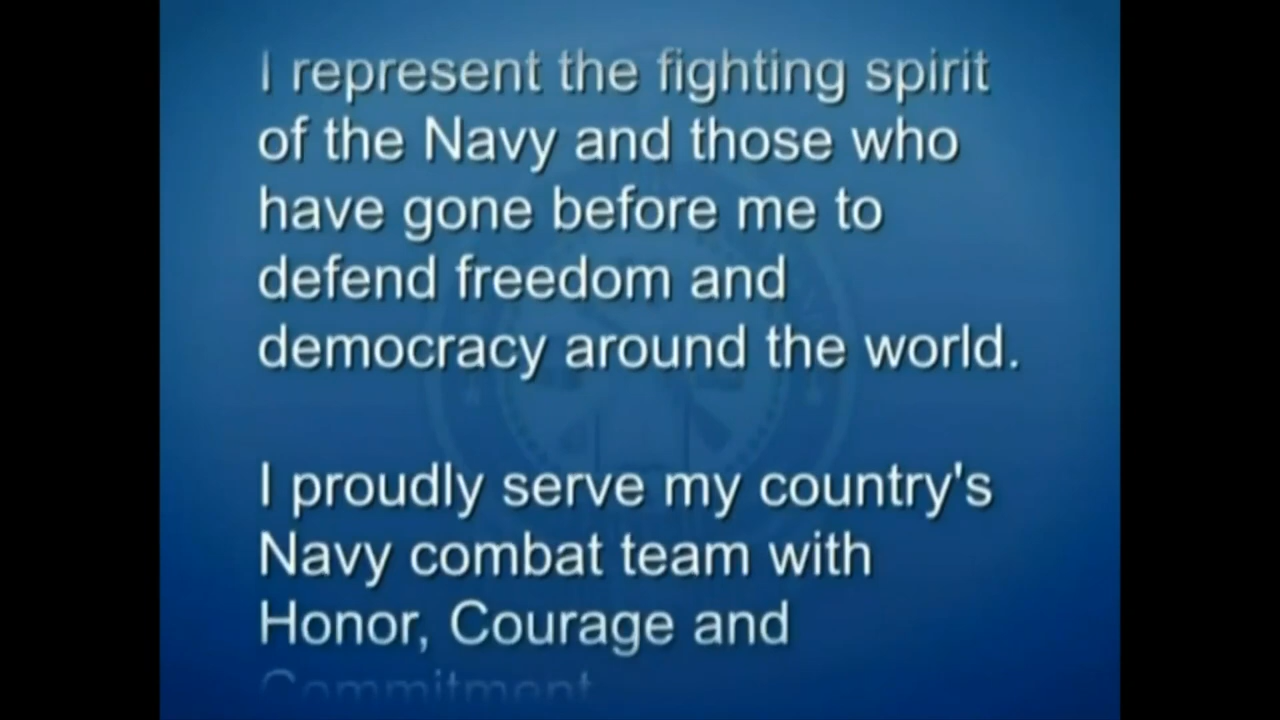 I represent the fighting spirit
of the Navy and those who
have gone before me to
defend freedom and
democracy around the world.
I proudly serve my country's
Navy combat team with
Honor, Courage and
Commitment